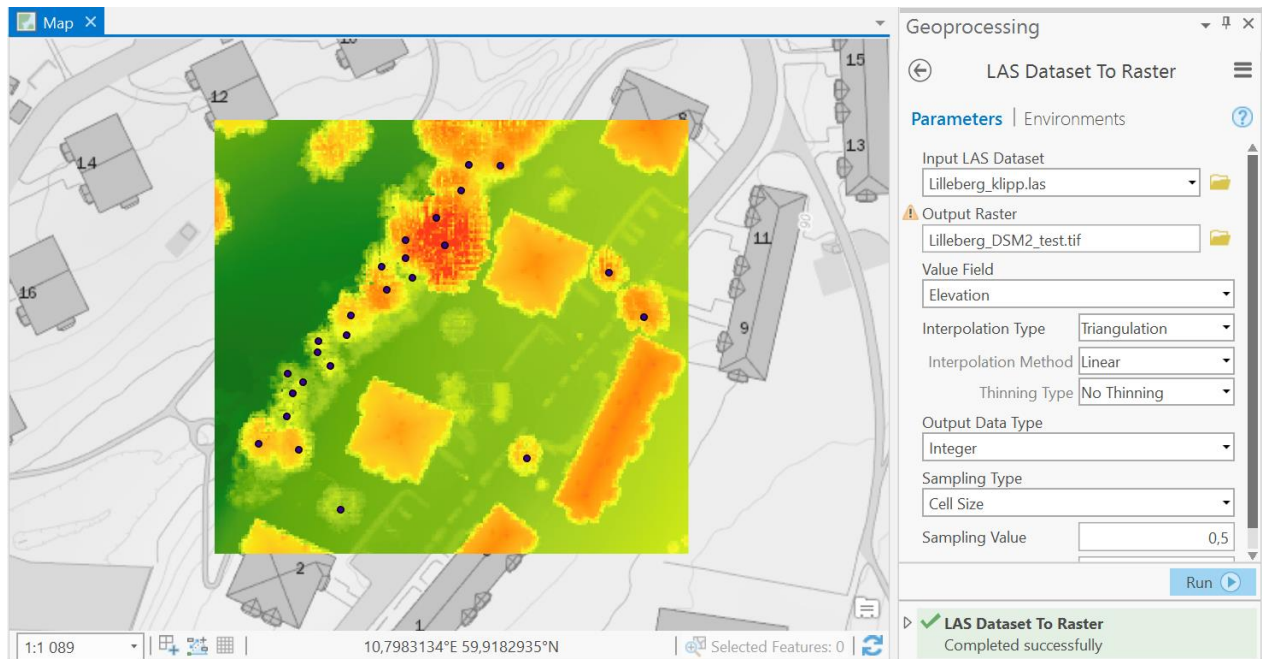 Map
10
15
12
8
14
13
11
16
9
2
1
1:1 089
10,7983134°E 59,9182935°N
Selected Features: 0
Geoprocessing
LAS Dataset To Raster
Parameters
Environments
Input LAS Dataset
Lilleberg_klipp.las
Output Raster
Lilleberg_DSM2_test.tif
Value Field
Elevation
Interpolation Type Triangulation
Interpolation Method Linear
Thinning Type No Thinning
Output Data Type
Integer
Sampling Type
Cell Size
Sampling Value 0,5
Run
LAS Dataset To Raster
Completed successfully